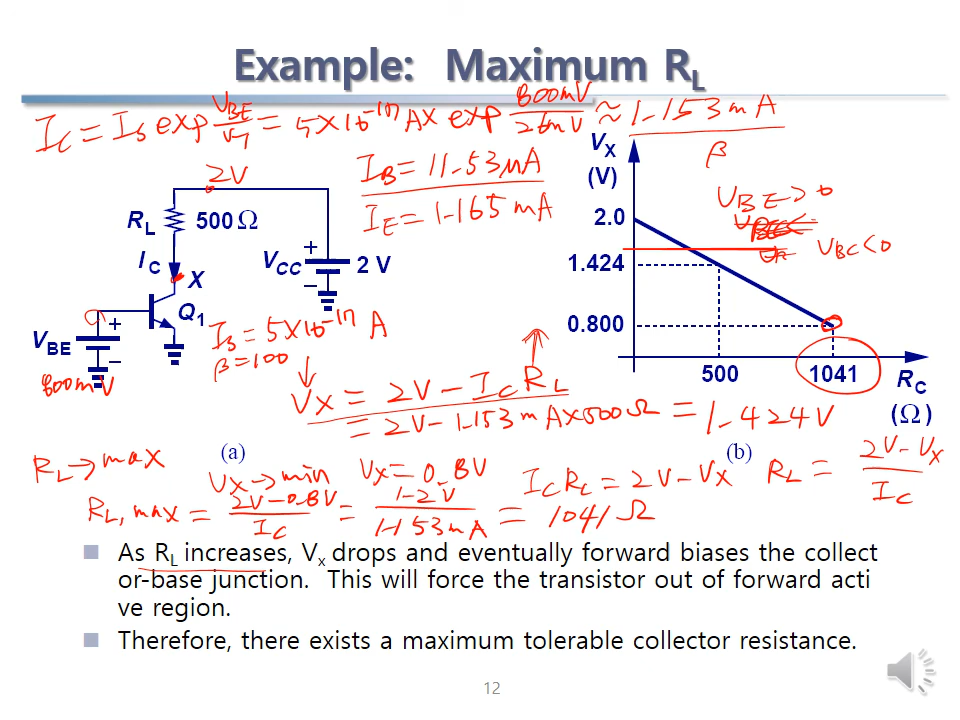 Example: Maximum RL
IC = IS exp VBE/VT = 5×10⁻¹⁷ A× exp 800mV/26mV ≈ 1.153 mA
β
IB = 11.53 μA
IE = 1.165 mA
2V
RL 500 Ω
IC X
VCC 2 V
+
−
Q1
VBE
+
−
800mV
IS = 5×10⁻¹⁷ A
β=100
VX
(V)
2.0
1.424
0.800
500 1041 RC
(Ω)
VBE > 0
VBC < 0
VX = 2V − IC RL
= 2V − 1.153 mA×500Ω = 1.424V
(a) (b)
RL → max
VX → min VX = 0.8V
IC RL = 2V − VX RL = 2V − VX / IC
RL, max = 2V−0.8V / IC = 1.2V / 1.153mA = 1041 Ω
As RL increases, Vx drops and eventually forward biases the collect
or-base junction. This will force the transistor out of forward acti
ve region.
Therefore, there exists a maximum tolerable collector resistance.
12